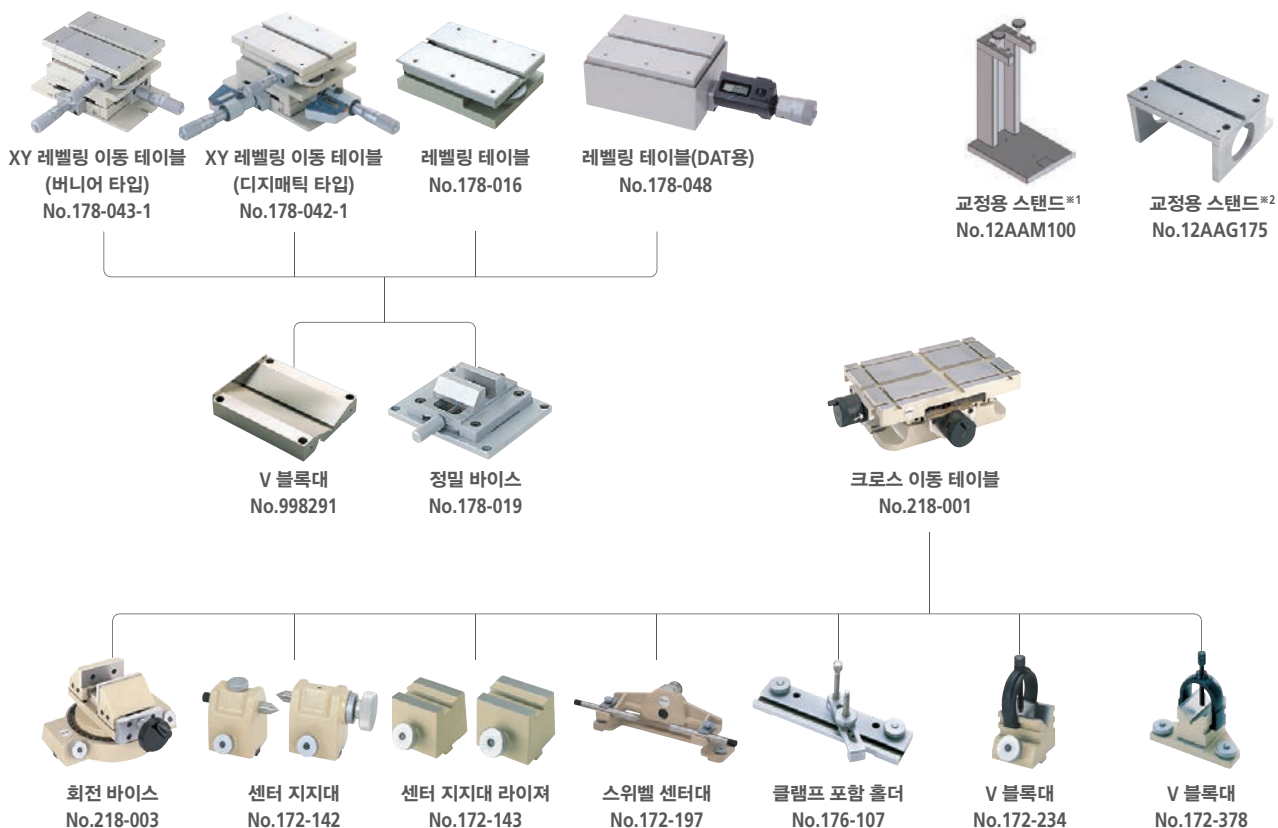 XY 레벨링 이동 테이블
(버니어 타입)
No.178-043-1
XY 레벨링 이동 테이블
(디지매틱 타입)
No.178-042-1
레벨링 테이블
No.178-016
레벨링 테이블(DAT용)
No.178-048
교정용 스탠드※1
No.12AAM100
교정용 스탠드※2
No.12AAG175
V 블록대
No.998291
정밀 바이스
No.178-019
크로스 이동 테이블
No.218-001
회전 바이스
No.218-003
센터 지지대
No.172-142
센터 지지대 라이져
No.172-143
스위벨 센터대
No.172-197
클램프 포함 홀더
No.176-107
V 블록대
No.172-234
V 블록대
No.172-378